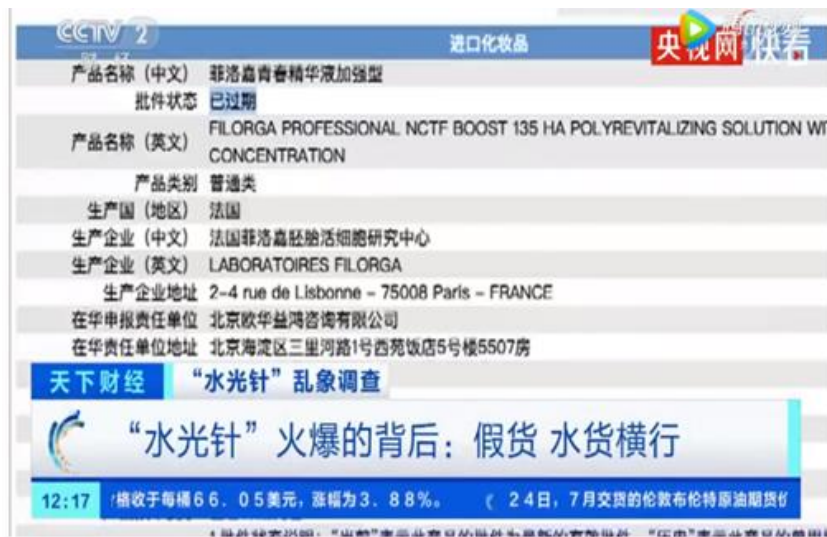 CCTV 2
财经
进口化妆品
央视网 快看
产品名称（中文） 菲洛嘉青春精华液加强型
批件状态 已过期
产品名称（英文） FILORGA PROFESSIONAL NCTF BOOST 135 HA POLYREVITALIZING SOLUTION WI
CONCENTRATION
产品类别 普通类
生产国（地区） 法国
生产企业（中文） 法国菲洛嘉胚胎活细胞研究中心
生产企业（英文） LABORATOIRES FILORGA
生产企业地址 2-4 rue de Lisbonne - 75008 Paris - FRANCE
在华申报责任单位 北京欧华益鸿咨询有限公司
在华责任单位地址 北京海淀区三里河路1号西苑饭店5号楼5507房
天下财经 “水光针”乱象调查
“水光针”火爆的背后：假货 水货横行
12:17 格收于每桶66．05美元，涨幅为3．88%。 （ 24日，7月交货的伦敦布伦特原油期货价